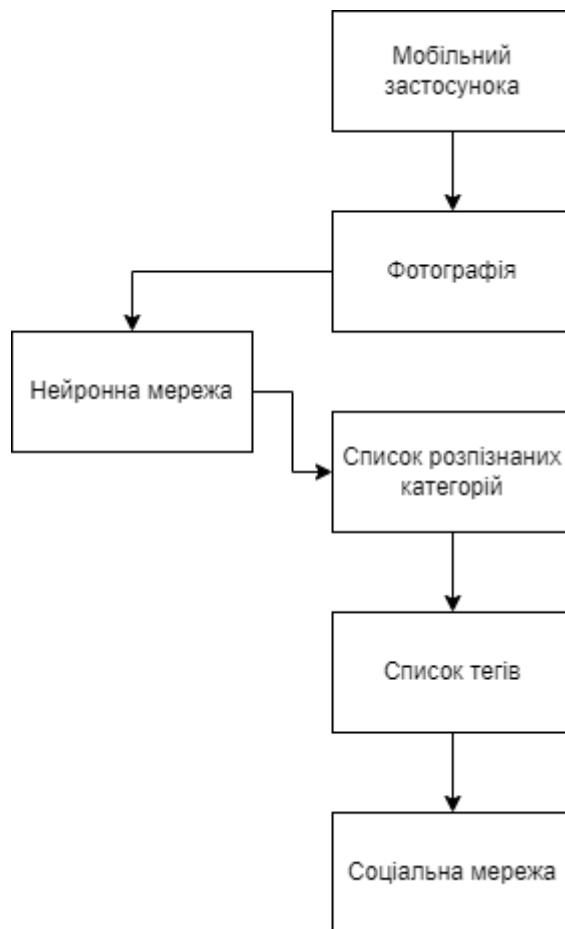 Мобільний
застосунока
Фотографія
Нейронна мережа
Список розпізнаних
категорій
Список тегів
Соціальна мережа